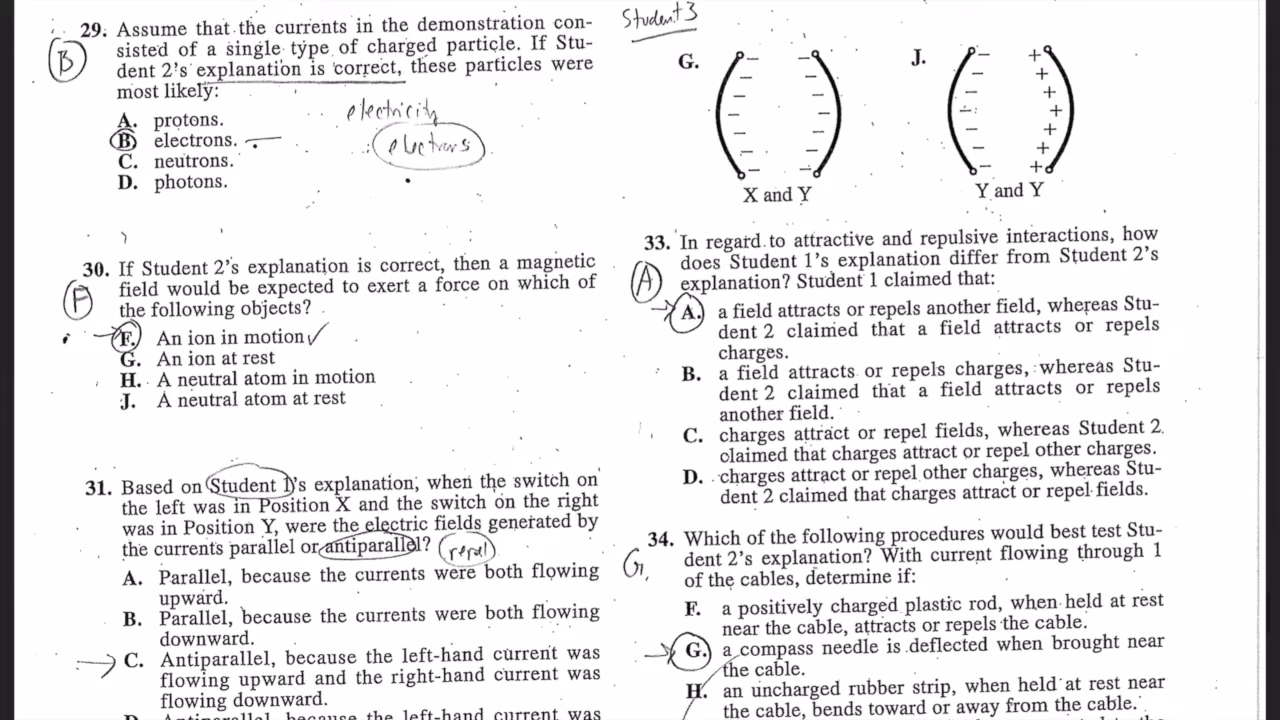 29. Assume that the currents in the demonstration con-
sisted of a single type of charged particle. If Stu-
dent 2's explanation is correct, these particles were
most likely:
B
A. protons.
B. electrons.
C. neutrons.
D. photons.
electricity
electrons
30. If Student 2's explanation is correct, then a magnetic
field would be expected to exert a force on which of
the following objects?
F
F. An ion in motion
G. An ion at rest
H. A neutral atom in motion
J. A neutral atom at rest
31. Based on Student 1's explanation, when the switch on
the left was in Position X and the switch on the right
was in Position Y, were the electric fields generated by
the currents parallel or antiparallel?
(repel)
A. Parallel, because the currents were both flowing
upward.
B. Parallel, because the currents were both flowing
downward.
C. Antiparallel, because the left-hand current was
flowing upward and the right-hand current was
flowing downward.
D. Antiparallel, because the left-hand current was
Student 3
G.
X and Y
J.
Y and Y
33. In regard to attractive and repulsive interactions, how
does Student 1's explanation differ from Student 2's
explanation? Student 1 claimed that:
A
A. a field attracts or repels another field, whereas Stu-
dent 2 claimed that a field attracts or repels
charges.
B. a field attracts or repels charges, whereas Stu-
dent 2 claimed that a field attracts or repels
another field.
C. charges attract or repel fields, whereas Student 2
claimed that charges attract or repel other charges.
D. charges attract or repel other charges, whereas Stu-
dent 2 claimed that charges attract or repel fields.
34. Which of the following procedures would best test Stu-
dent 2's explanation? With current flowing through 1
of the cables, determine if:
G
F. a positively charged plastic rod, when held at rest
near the cable, attracts or repels the cable.
G. a compass needle is deflected when brought near
the cable.
H. an uncharged rubber strip, when held at rest near
the cable, bends toward or away from the cable.